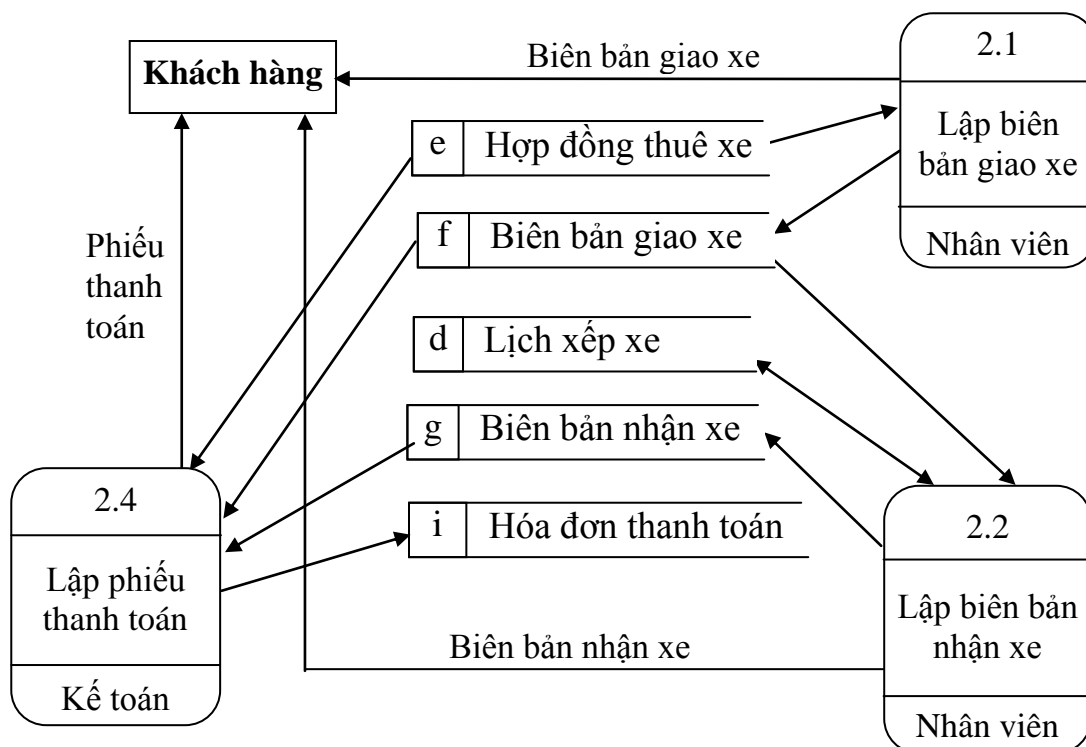 2.1
Biên bản giao xe
Khách hàng
Lập biên
bản giao xe
e Hợp đồng thuê xe
f Biên bản giao xe
Nhân viên
Phiếu
thanh
toán
d Lịch xếp xe
g Biên bản nhận xe
2.4
i Hóa đơn thanh toán
2.2
Lập phiếu
thanh toán
Lập biên bản
nhận xe
Biên bản nhận xe
Kế toán
Nhân viên